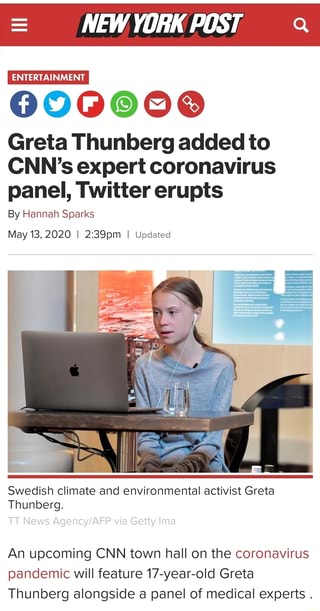 NEW YORK POST
ENTERTAINMENT
Greta Thunberg added to
CNN's expert coronavirus
panel, Twitter erupts
By Hannah Sparks
May 13, 2020 | 2:39pm | Updated
Swedish climate and environmental activist Greta
Thunberg.
TT News Agency/AFP via Getty Ima
An upcoming CNN town hall on the coronavirus
pandemic will feature 17-year-old Greta
Thunberg alongside a panel of medical experts .